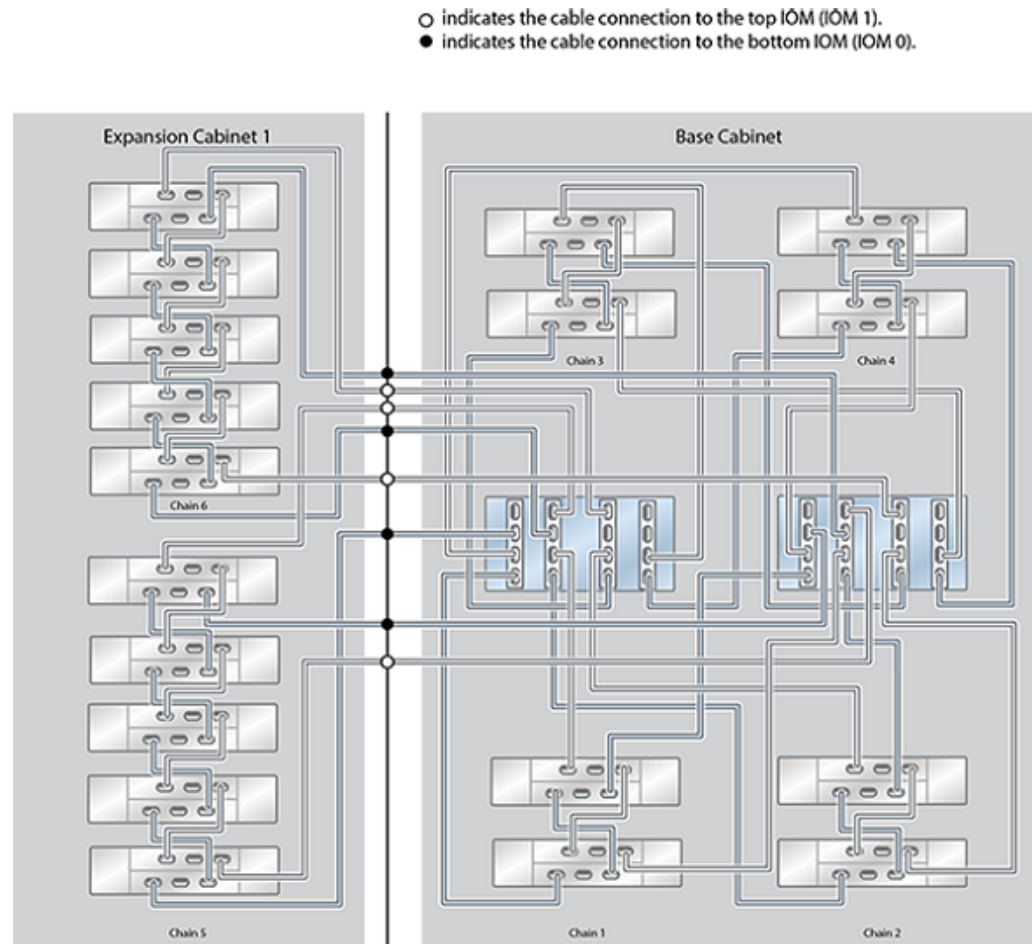 indicates the cable connection to the top IOM (IOM 1).
indicates the cable connection to the bottom IOM (IOM 0).
Expansion Cabinet 1
Base Cabinet
Chain 3
Chain 4
Chain 6
Chain 5
Chain 1
Chain 2